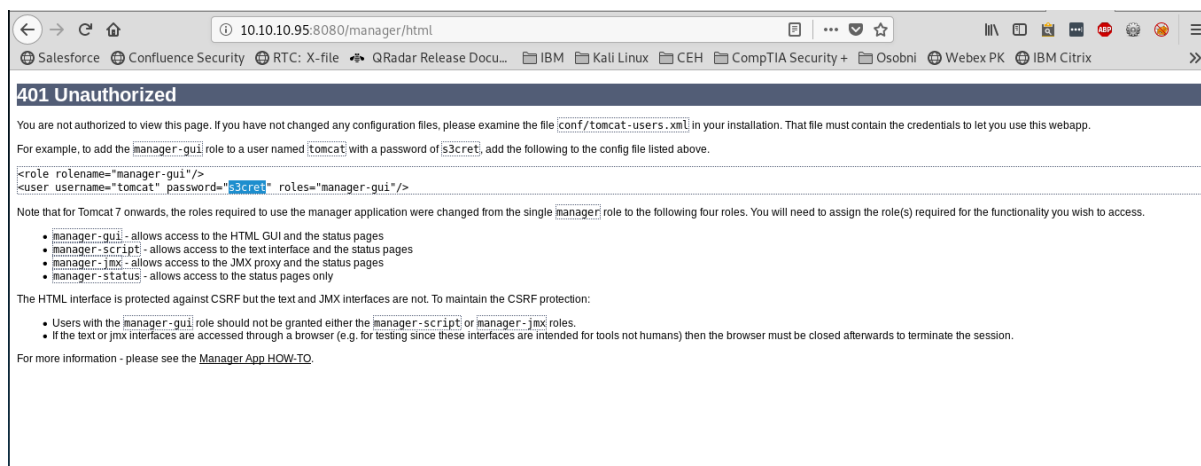 10.10.10.95:8080/manager/html
Salesforce Confluence Security RTC: X-file QRadar Release Docu... IBM Kali Linux CEH CompTIA Security + Osobni Webex PK IBM Citrix
401 Unauthorized
You are not authorized to view this page. If you have not changed any configuration files, please examine the file conf/tomcat-users.xml in your installation. That file must contain the credentials to let you use this webapp.
For example, to add the manager-gui role to a user named tomcat with a password of s3cret, add the following to the config file listed above.
<role rolename="manager-gui"/>
<user username="tomcat" password="s3cret" roles="manager-gui"/>
Note that for Tomcat 7 onwards, the roles required to use the manager application were changed from the single manager role to the following four roles. You will need to assign the role(s) required for the functionality you wish to access.
manager-gui - allows access to the HTML GUI and the status pages
manager-script - allows access to the text interface and the status pages
manager-jmx - allows access to the JMX proxy and the status pages
manager-status - allows access to the status pages only
The HTML interface is protected against CSRF but the text and JMX interfaces are not. To maintain the CSRF protection:
Users with the manager-gui role should not be granted either the manager-script or manager-jmx roles.
If the text or jmx interfaces are accessed through a browser (e.g. for testing since these interfaces are intended for tools not humans) then the browser must be closed afterwards to terminate the session.
For more information - please see the Manager App HOW-TO.